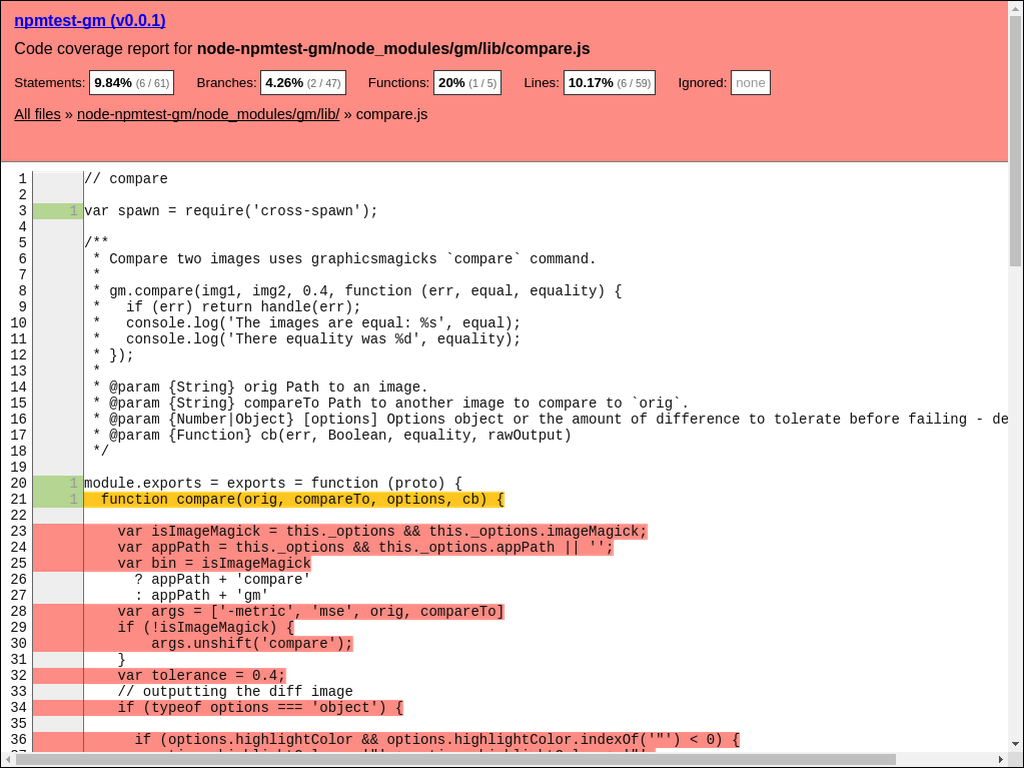 npmtest-gm (v0.0.1)
Code coverage report for node-npmtest-gm/node_modules/gm/lib/compare.js
Statements: 9.84% (6 / 61) Branches: 4.26% (2 / 47) Functions: 20% (1 / 5) Lines: 10.17% (6 / 59) Ignored: none
All files » node-npmtest-gm/node_modules/gm/lib/ » compare.js
1 // compare
2
3 1 var spawn = require('cross-spawn');
4
5 /**
6  * Compare two images uses graphicsmagicks `compare` command.
7  *
8  * gm.compare(img1, img2, 0.4, function (err, equal, equality) {
9  *   if (err) return handle(err);
10  *   console.log('The images are equal: %s', equal);
11  *   console.log('There equality was %d', equality);
12  * });
13  *
14  * @param {String} orig Path to an image.
15  * @param {String} compareTo Path to another image to compare to `orig`.
16  * @param {Number|Object} [options] Options object or the amount of difference to tolerate before failing - de
17  * @param {Function} cb(err, Boolean, equality, rawOutput)
18  */
19
20 1 module.exports = exports = function (proto) {
21 1   function compare(orig, compareTo, options, cb) {
22
23     var isImageMagick = this._options && this._options.imageMagick;
24     var appPath = this._options && this._options.appPath || '';
25     var bin = isImageMagick
26       ? appPath + 'compare'
27       : appPath + 'gm'
28     var args = ['-metric', 'mse', orig, compareTo]
29     if (!isImageMagick) {
30         args.unshift('compare');
31     }
32     var tolerance = 0.4;
33     // outputting the diff image
34     if (typeof options === 'object') {
35
36       if (options.highlightColor && options.highlightColor.indexOf('"') < 0) {